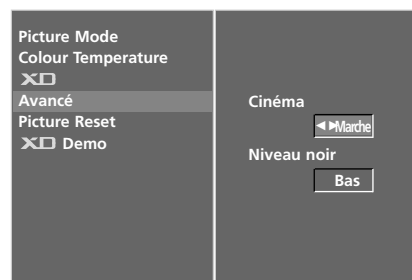 Picture Mode
Colour Temperature
XD
Avancé
Picture Reset
XD Demo
Cinéma
◄►Marche
Niveau noir
Bas